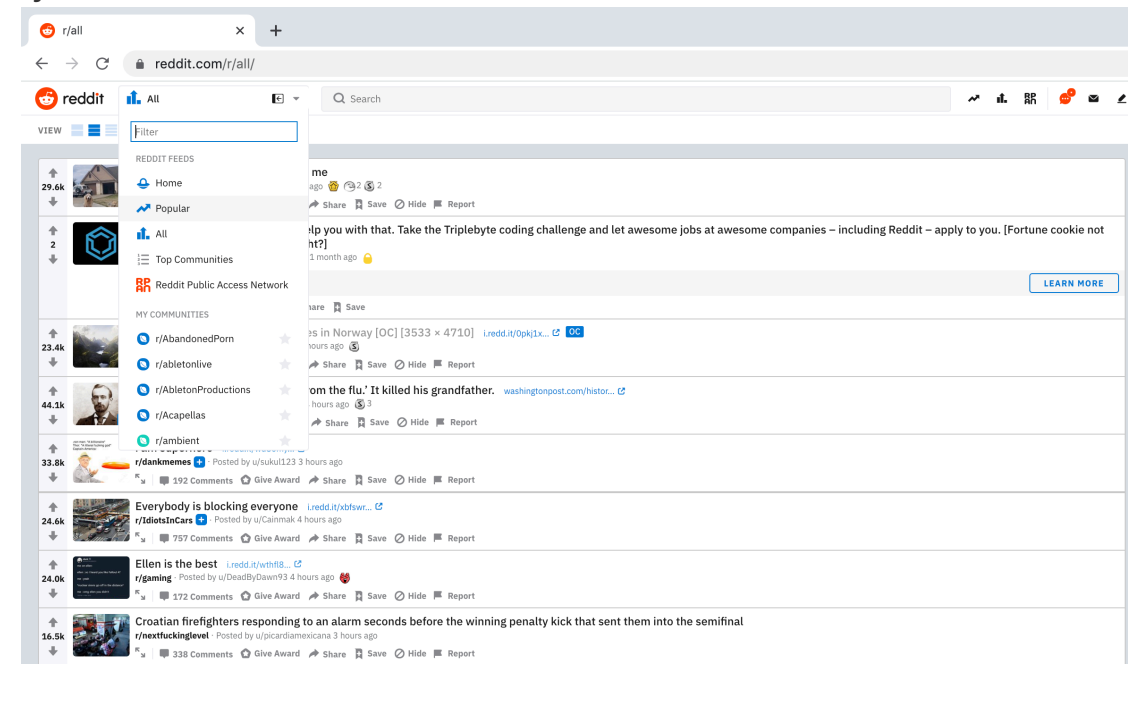 r/all
reddit.com/r/all/
reddit
All
Search
VIEW
Filter
REDDIT FEEDS
Home
Popular
All
Top Communities
Reddit Public Access Network
MY COMMUNITIES
r/AbandonedPorn
r/abletonlive
r/AbletonProductions
r/Acapellas
r/ambient
29.6k
me
ago 2 2
Share Save Hide Report
2
elp you with that. Take the Triplebyte coding challenge and let awesome jobs at awesome companies – including Reddit – apply to you. [Fortune cookie not
ht?]
1 month ago
LEARN MORE
hare Save
23.4k
es in Norway [OC] [3533 × 4710] i.redd.it/0pkj1x... OC
hours ago
Share Save Hide Report
44.1k
om the flu.' It killed his grandfather. washingtonpost.com/histor...
hours ago 3
Share Save Hide Report
33.8k
r/dankmemes · Posted by u/sukul123 3 hours ago
192 Comments Give Award Share Save Hide Report
24.6k
Everybody is blocking everyone i.redd.it/xbfswr...
r/IdiotsInCars · Posted by u/Cainmak 4 hours ago
757 Comments Give Award Share Save Hide Report
24.0k
Ellen is the best i.redd.it/wthfl8...
r/gaming · Posted by u/DeadByDawn93 4 hours ago
172 Comments Give Award Share Save Hide Report
16.5k
Croatian firefighters responding to an alarm seconds before the winning penalty kick that sent them into the semifinal
r/nextfuckinglevel · Posted by u/picardiamexicana 3 hours ago
338 Comments Give Award Share Save Hide Report